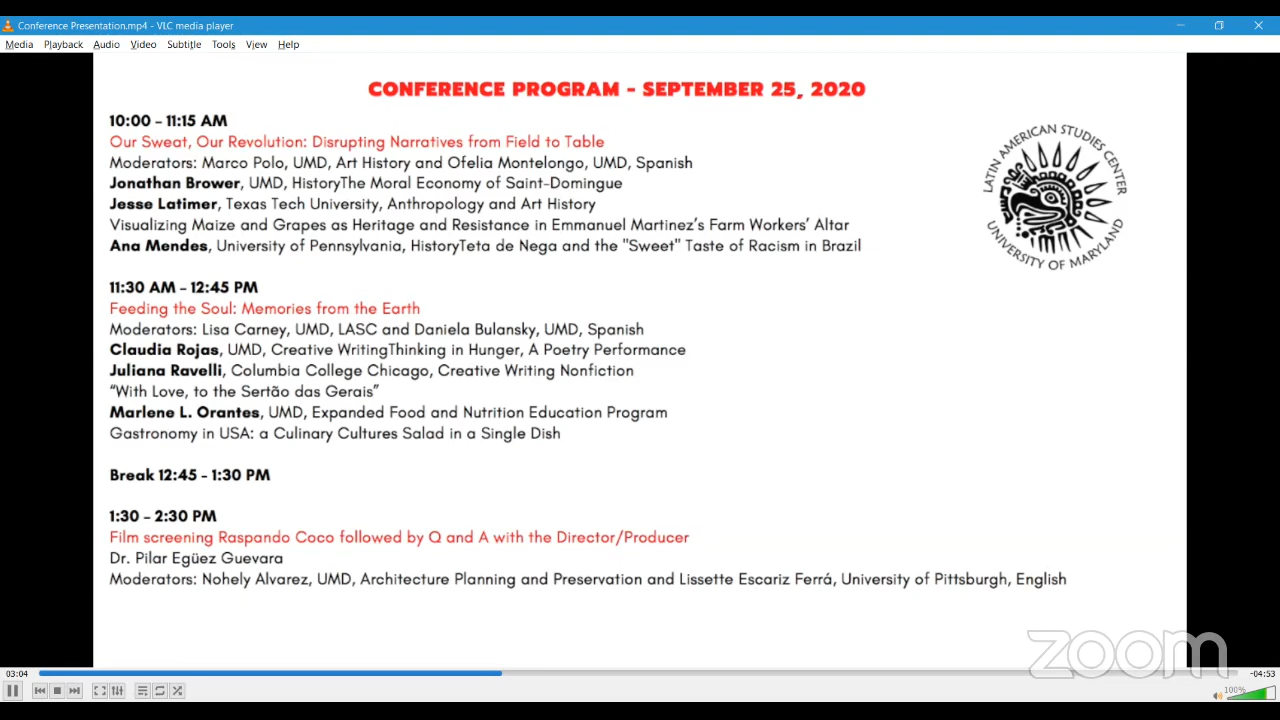 Conference Presentation.mp4 - VLC media player
Media Playback Audio Video Subtitle Tools View Help
CONFERENCE PROGRAM - SEPTEMBER 25, 2020
10:00 - 11:15 AM
Our Sweat, Our Revolution: Disrupting Narratives from Field to Table
Moderators: Marco Polo, UMD, Art History and Ofelia Montelongo, UMD, Spanish
Jonathan Brower, UMD, HistoryThe Moral Economy of Saint-Domingue
Jesse Latimer, Texas Tech University, Anthropology and Art History
Visualizing Maize and Grapes as Heritage and Resistance in Emmanuel Martinez's Farm Workers' Altar
Ana Mendes, University of Pennsylvania, HistoryTeta de Nega and the "Sweet" Taste of Racism in Brazil
LATIN AMERICAN STUDIES CENTER
UNIVERSITY OF MARYLAND
11:30 AM - 12:45 PM
Feeding the Soul: Memories from the Earth
Moderators: Lisa Carney, UMD, LASC and Daniela Bulansky, UMD, Spanish
Claudia Rojas, UMD, Creative WritingThinking in Hunger, A Poetry Performance
Juliana Ravelli, Columbia College Chicago, Creative Writing Nonfiction
“With Love, to the Sertão das Gerais”
Marlene L. Orantes, UMD, Expanded Food and Nutrition Education Program
Gastronomy in USA: a Culinary Cultures Salad in a Single Dish
Break 12:45 - 1:30 PM
1:30 - 2:30 PM
Film screening Raspando Coco followed by Q and A with the Director/Producer
Dr. Pilar Egüez Guevara
Moderators: Nohely Alvarez, UMD, Architecture Planning and Preservation and Lissette Escariz Ferrá, University of Pittsburgh, English
zoom
03:04
-04:53
100%